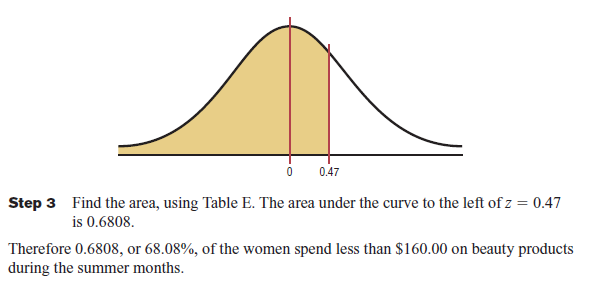 0 0.47
Step 3 Find the area, using Table E. The area under the curve to the left of z = 0.47
is 0.6808.
Therefore 0.6808, or 68.08%, of the women spend less than $160.00 on beauty products
during the summer months.